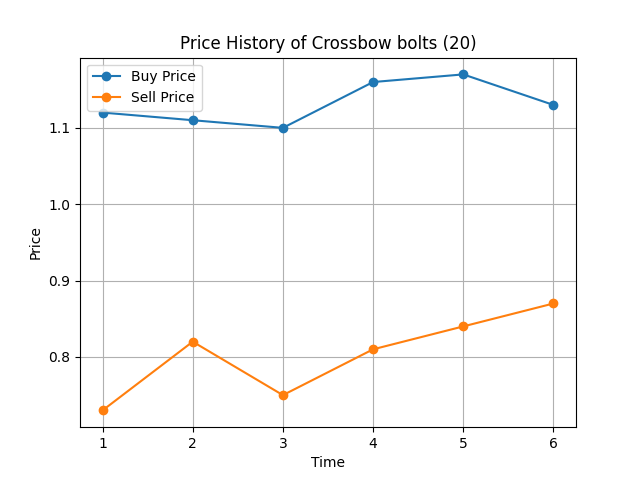 Price History of Crossbow bolts (20)
Buy Price
Sell Price
1.1
1.0
0.9
0.8
Price
1 2 3 4 5 6
Time